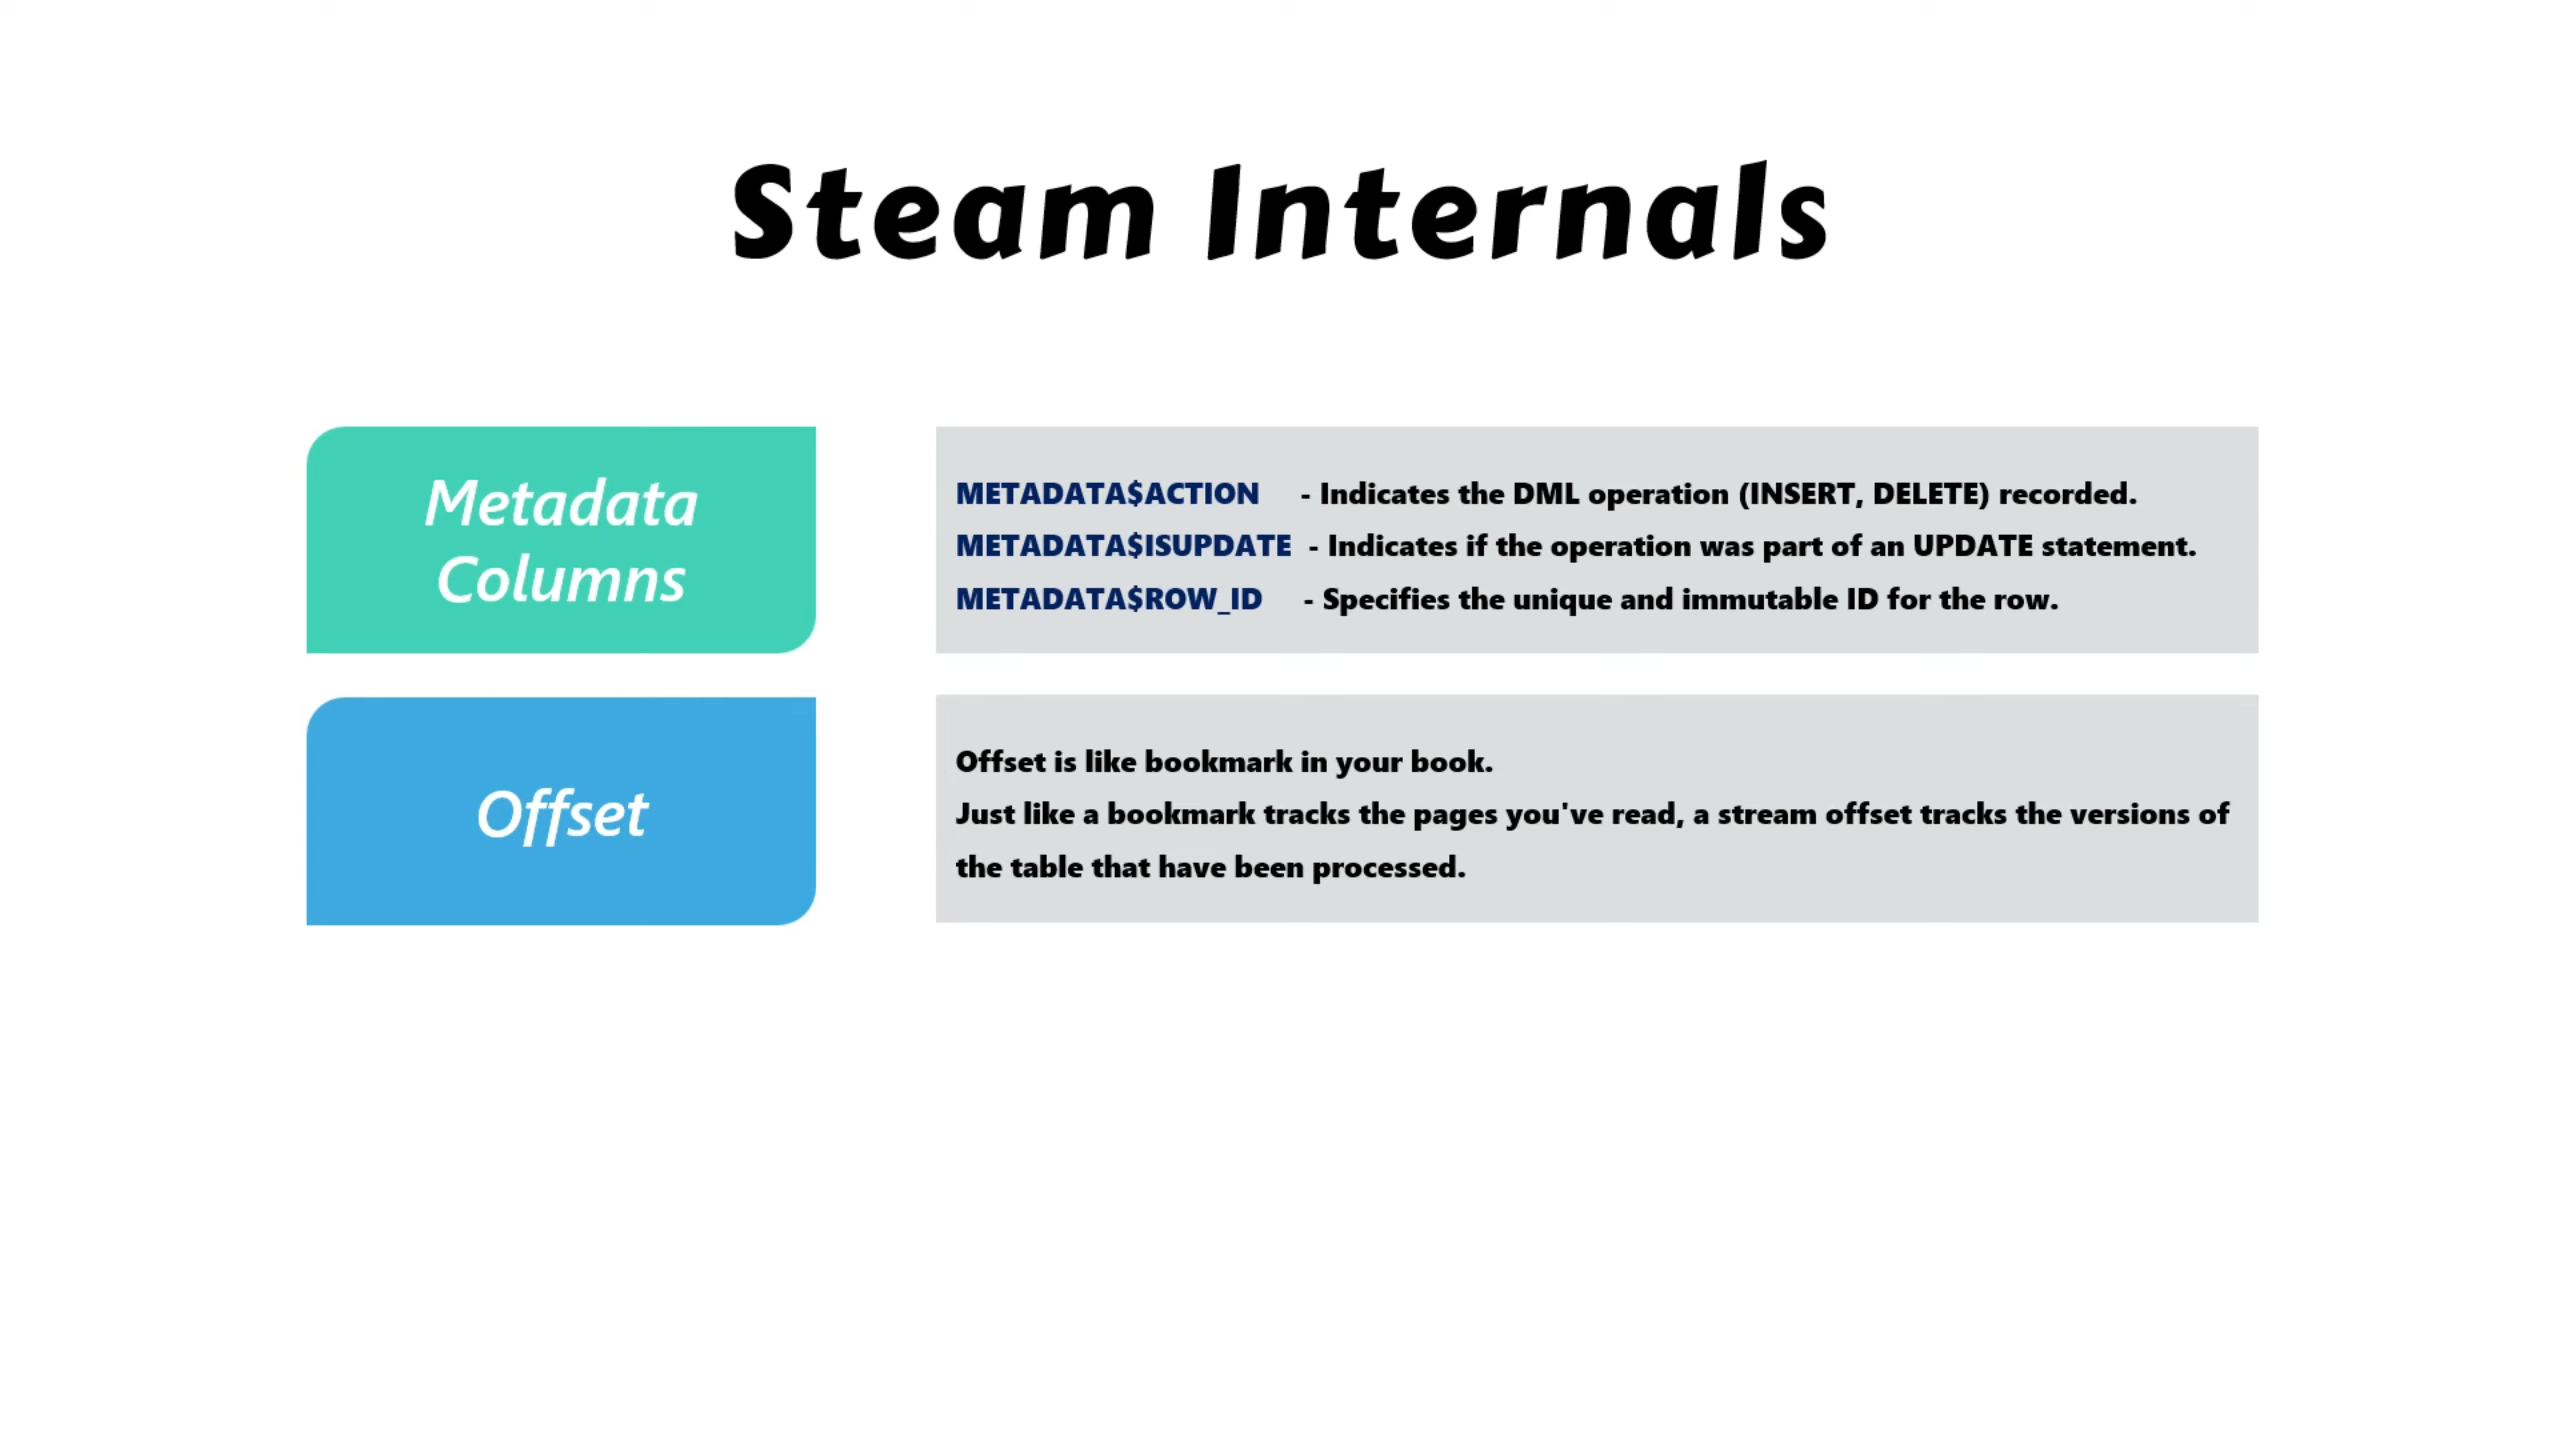 Steam Internals
Metadata
Columns
METADATA$ACTION - Indicates the DML operation (INSERT, DELETE) recorded.
METADATA$ISUPDATE - Indicates if the operation was part of an UPDATE statement.
METADATA$ROW_ID - Specifies the unique and immutable ID for the row.
Offset
Offset is like bookmark in your book.
Just like a bookmark tracks the pages you've read, a stream offset tracks the versions of
the table that have been processed.